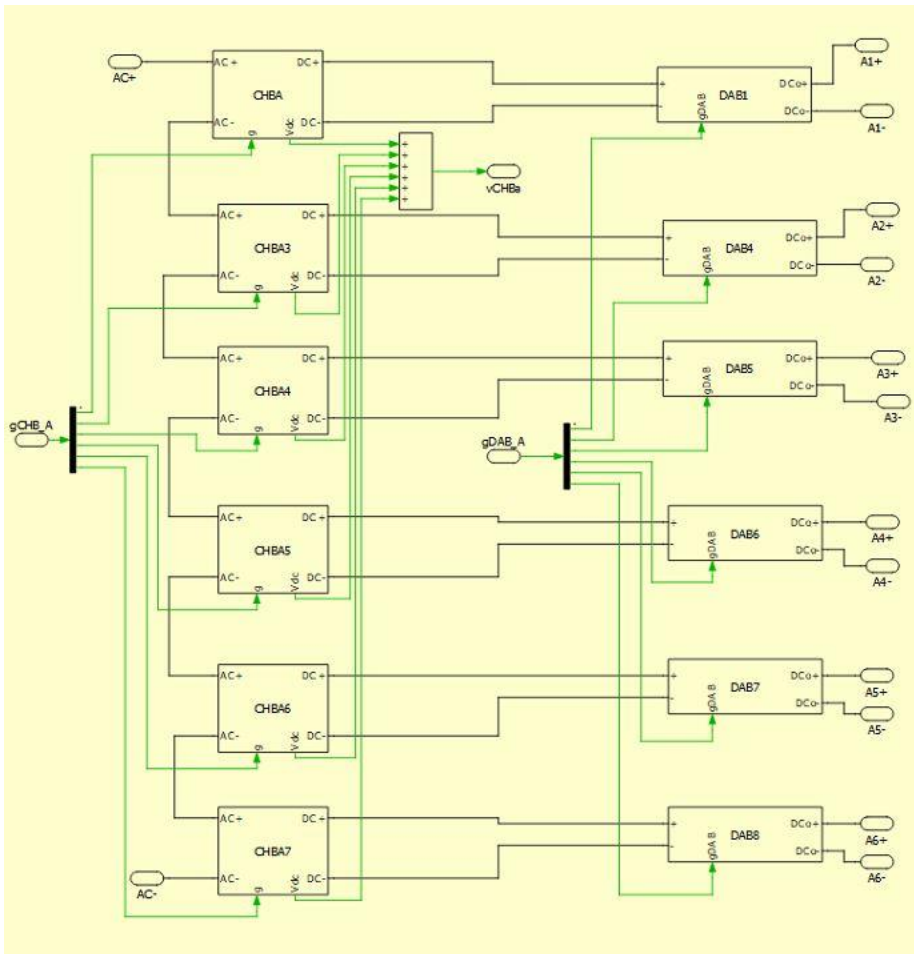 AC+
AC+ DC+
CHBA
AC- g Vdc DC-
+
-
DAB1
gDAB
DCo+
DCo-
A1+
A1-
+
+
+
+
+
+
vCHBa
AC+ DC+
CHBA3
AC- g Vdc DC-
+
-
DAB4
gDAB
DCo+
DCo-
A2+
A2-
AC+ DC+
CHBA4
AC- g Vdc DC-
+
-
DAB5
gDAB
DCo+
DCo-
A3+
A3-
gCHB_A
gDAB_A
AC+ DC+
CHBA5
AC- g Vdc DC-
+
-
DAB6
gDAB
DCo+
DCo-
A4+
A4-
AC+ DC+
CHBA6
AC- g Vdc DC-
+
-
DAB7
gDAB
DCo+
DCo-
A5+
A5-
AC+ DC+
CHBA7
AC- g Vdc DC-
+
-
DAB8
gDAB
DCo+
DCo-
A6+
A6-
AC-